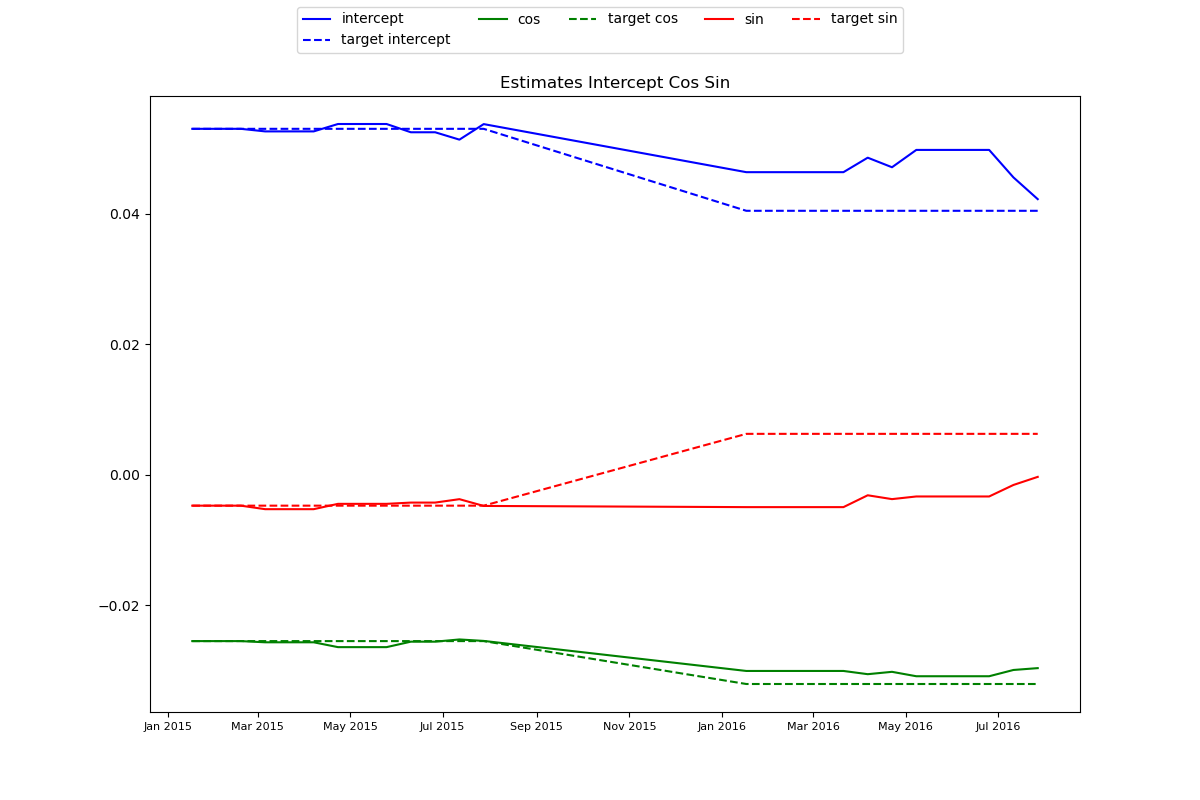 intercept cos target cos sin target sin
target intercept
Estimates Intercept Cos Sin
0.04
0.02
0.00
−0.02
Jan 2015 Mar 2015 May 2015 Jul 2015 Sep 2015 Nov 2015 Jan 2016 Mar 2016 May 2016 Jul 2016